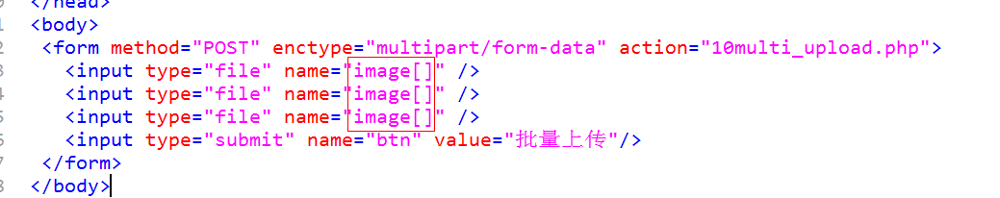 </head>
<body>
<form method="POST" enctype="multipart/form-data" action="10multi_upload.php">
<input type="file" name="image[]" />
<input type="file" name="image[]" />
<input type="file" name="image[]" />
<input type="submit" name="btn" value="批量上传"/>
</form>
</body>